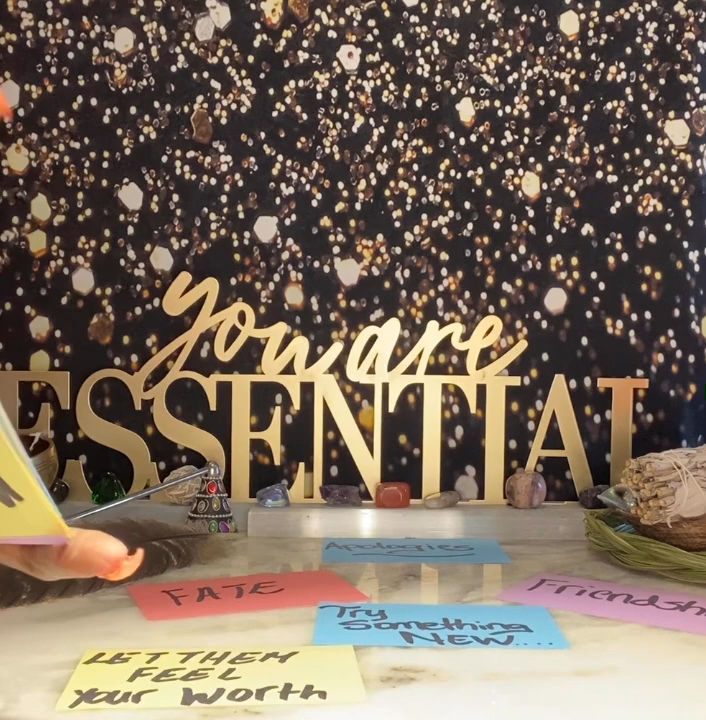 you are
ESSENTIAL
Apologies
FATE
Friendsh
Try
Something
NEW....
LET THEM
FEEL
Your Worth